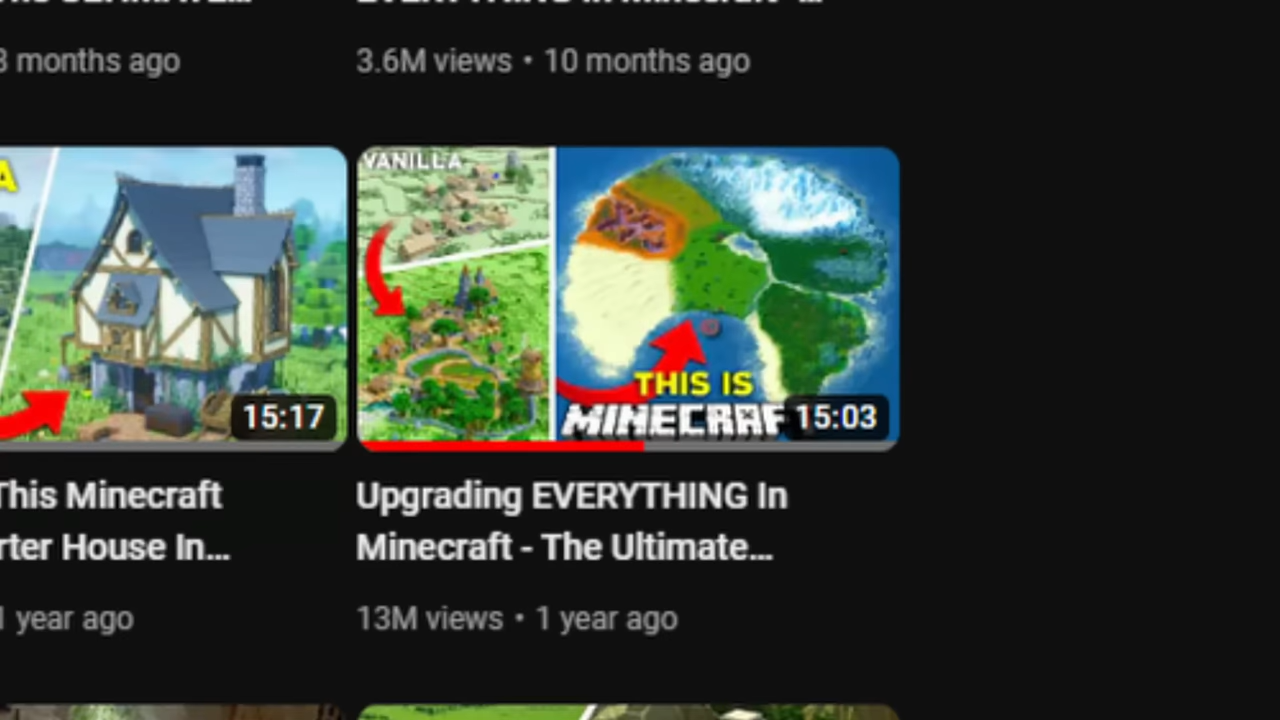 3 months ago
3.6M views • 10 months ago
VANILLA
A
THIS IS
MINECRAF
15:17
15:03
This Minecraft
rter House In...
1 year ago
Upgrading EVERYTHING In
Minecraft - The Ultimate...
13M views • 1 year ago